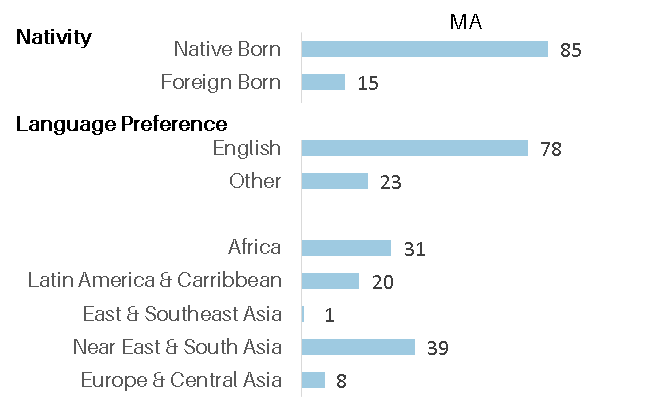 MA
Nativity
Native Born 85
Foreign Born 15
Language Preference
English 78
Other 23
Africa 31
Latin America & Carribbean 20
East & Southeast Asia 1
Near East & South Asia 39
Europe & Central Asia 8